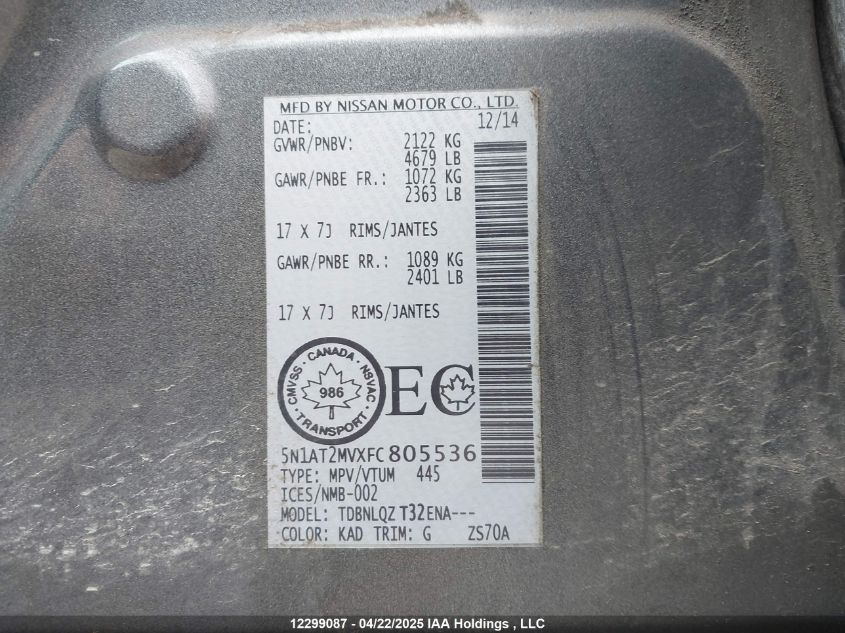 MFD BY NISSAN MOTOR CO., LTD.
DATE: 12/14
GVWR/PNBV: 2122 KG
4679 LB
GAWR/PNBE FR.: 1072 KG
2363 LB
17 X 7J RIMS/JANTES
GAWR/PNBE RR.: 1089 KG
2401 LB
17 X 7J RIMS/JANTES
CANADA
CMVSS · NSVAC
986
TRANSPORT
EC
5N1AT2MVXFC805536
TYPE: MPV/VTUM 445
ICES/NMB-002
MODEL: TDBNLQZ T32ENA---
COLOR: KAD TRIM: G ZS70A
12299087 - 04/22/2025 IAA Holdings , LLC